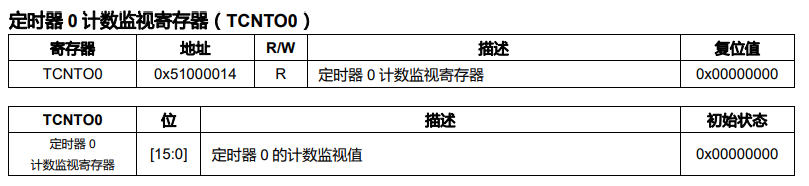 定时器 0 计数监视寄存器（TCNTO0）
寄存器 地址 R/W 描述 复位值
TCNTO0 0x51000014 R 定时器 0 计数监视寄存器 0x00000000
TCNTO0 位 描述 初始状态
定时器 0
计数监视寄存器 [15:0] 定时器 0 的计数监视值 0x00000000